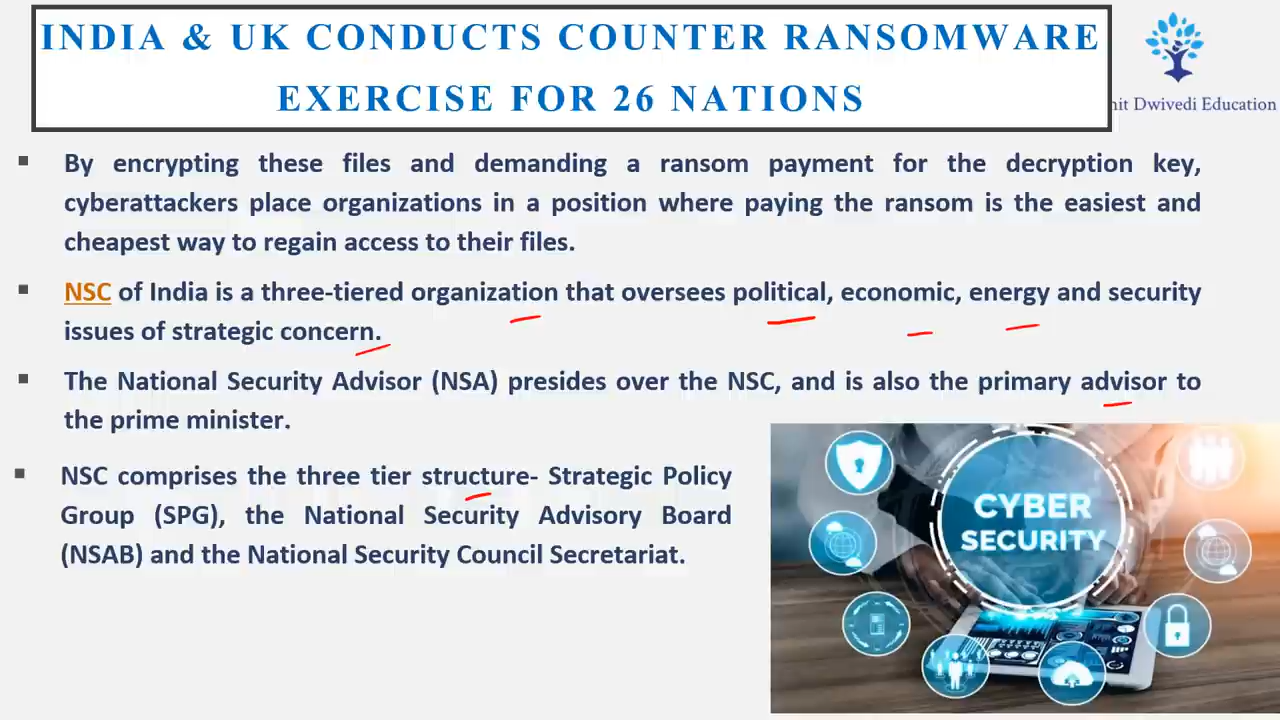 INDIA & UK CONDUCTS COUNTER RANSOMWARE
EXERCISE FOR 26 NATIONS
Dwivedi Education
▪ By encrypting these files and demanding a ransom payment for the decryption key,
cyberattackers place organizations in a position where paying the ransom is the easiest and
cheapest way to regain access to their files.
▪ NSC of India is a three-tiered organization that oversees political, economic, energy and security
issues of strategic concern.
▪ The National Security Advisor (NSA) presides over the NSC, and is also the primary advisor to
the prime minister.
▪ NSC comprises the three tier structure- Strategic Policy
Group (SPG), the National Security Advisory Board
(NSAB) and the National Security Council Secretariat.
CYBER
SECURITY